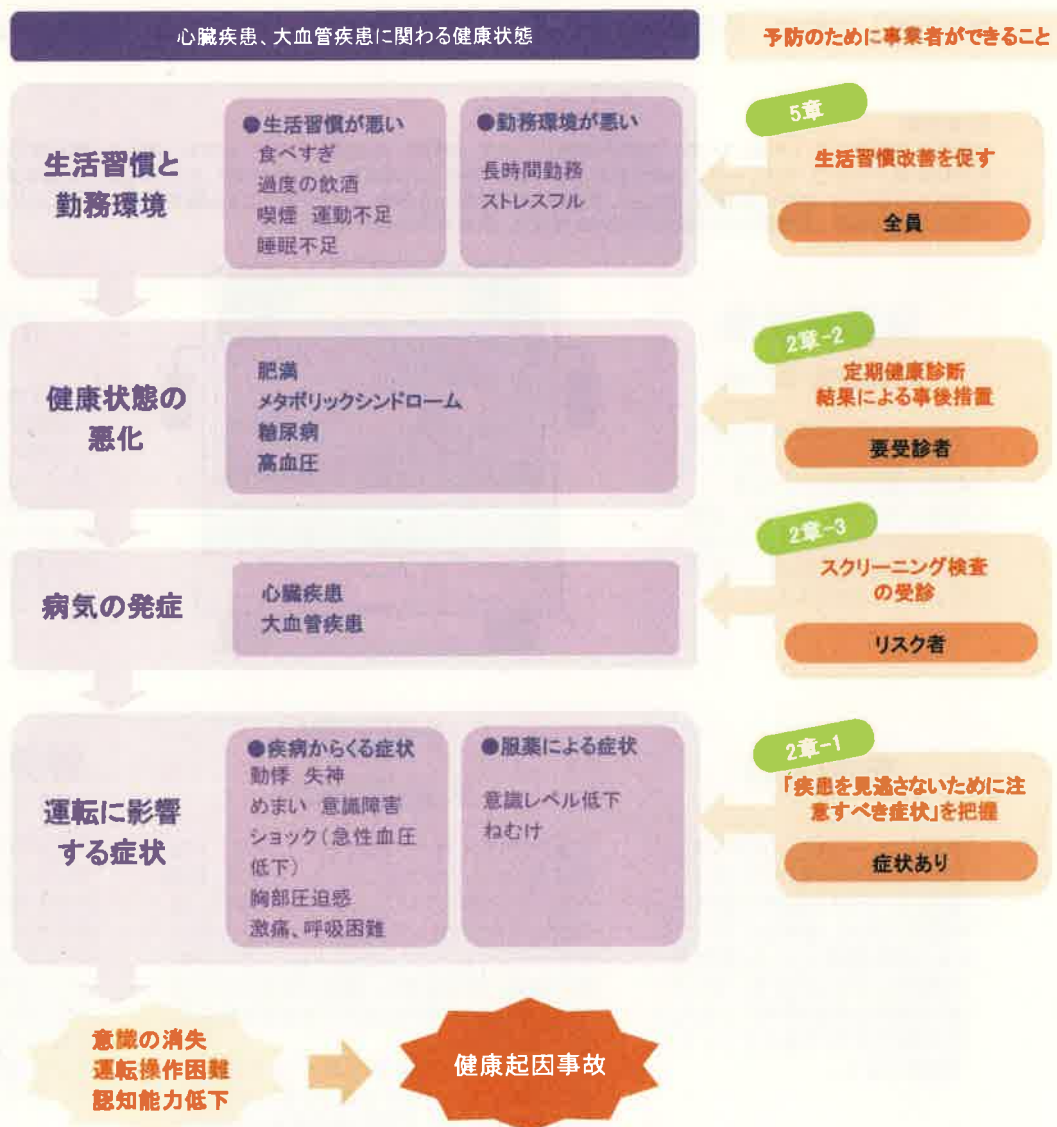 心臓疾患、大血管疾患に関わる健康状態
予防のために事業者ができること
生活習慣と
勤務環境
●生活習慣が悪い
食べすぎ
過度の飲酒
喫煙 運動不足
睡眠不足
●勤務環境が悪い
長時間勤務
ストレスフル
5章
生活習慣改善を促す
全員
健康状態の
悪化
肥満
メタボリックシンドローム
糖尿病
高血圧
2章-2
定期健康診断
結果による事後措置
要受診者
病気の発症
心臓疾患
大血管疾患
2章-3
スクリーニング検査
の受診
リスク者
運転に影響
する症状
●疾病からくる症状
動悸 失神
めまい 意識障害
ショック(急性血圧
低下)
胸部圧迫感
激痛、呼吸困難
●服薬による症状
意識レベル低下
ねむけ
2章-1
「疾患を見逃さないために注
意すべき症状」を把握
症状あり
意識の消失
運転操作困難
認知能力低下
健康起因事故